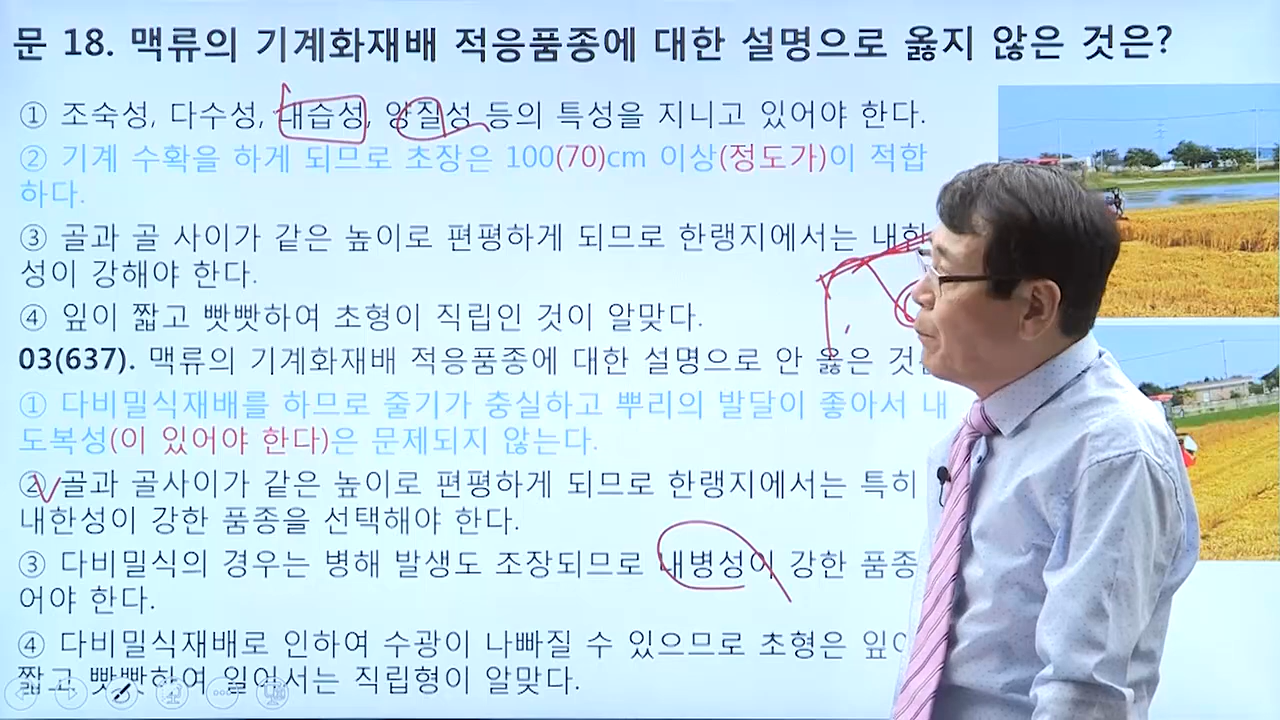 문 18. 맥류의 기계화재배 적응품종에 대한 설명으로 옳지 않은 것은?
① 조숙성, 다수성, 내습성, 양질성 등의 특성을 지니고 있어야 한다.
② 기계 수확을 하게 되므로 초장은 100(70)cm 이상(정도가)이 적합
하다.
③ 골과 골 사이가 같은 높이로 편평하게 되므로 한랭지에서는 내한
성이 강해야 한다.
④ 잎이 짧고 빳빳하여 초형이 직립인 것이 알맞다.
03(637). 맥류의 기계화재배 적응품종에 대한 설명으로 안 옳은 것
① 다비밀식재배를 하므로 줄기가 충실하고 뿌리의 발달이 좋아서 내
도복성(이 있어야 한다)은 문제되지 않는다.
② 골과 골사이가 같은 높이로 편평하게 되므로 한랭지에서는 특히
내한성이 강한 품종을 선택해야 한다.
③ 다비밀식의 경우는 병해 발생도 조장되므로 내병성이 강한 품종
어야 한다.
④ 다비밀식재배로 인하여 수광이 나빠질 수 있으므로 초형은
짧고 빳빳하여 일어서는 직립형이 알맞다.